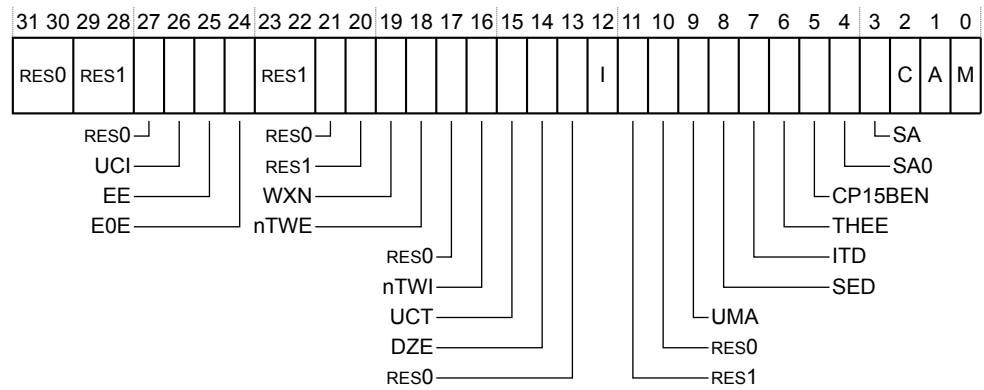 31 30 29 28 27 26 25 24 23 22 21 20 19 18 17 16 15 14 13 12 11 10 9 8 7 6 5 4 3 2 1 0
RES0 RES1 RES1 I C A M
RES0 RES0 SA
UCI RES1 SA0
EE WXN CP15BEN
E0E nTWE THEE
RES0 ITD
nTWI SED
UCT UMA
DZE RES0
RES0 RES1